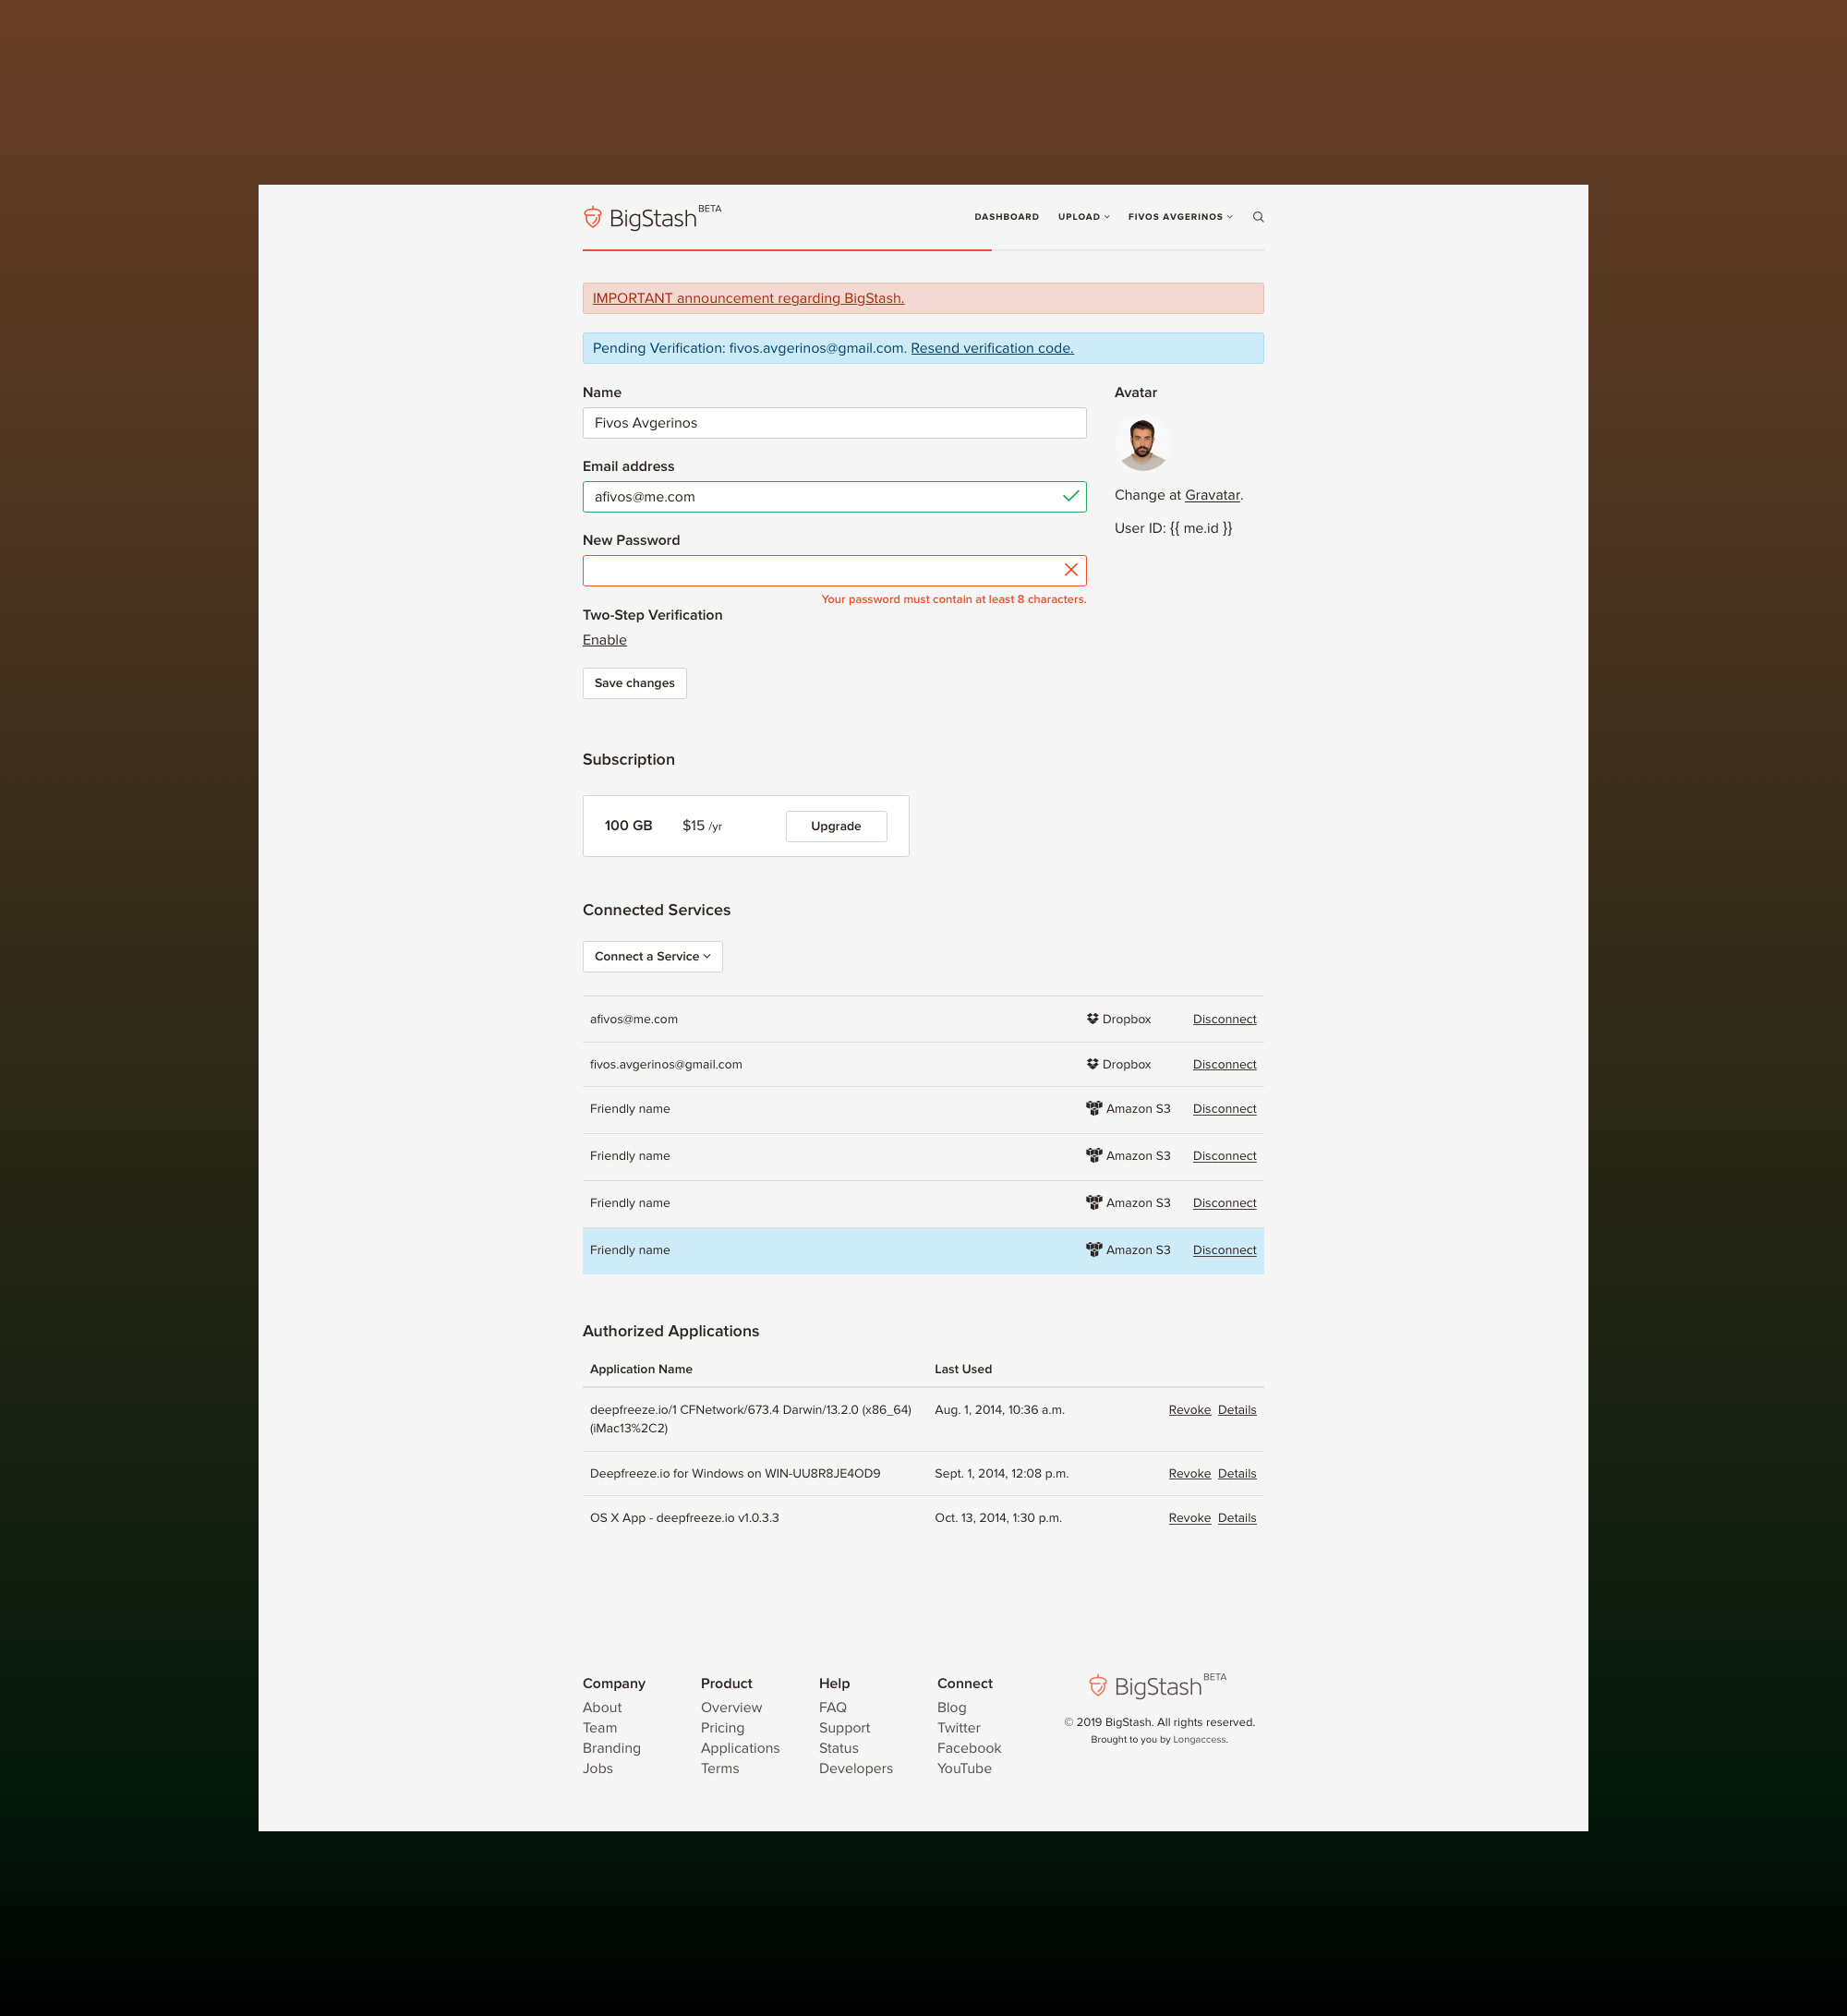 BigStash BETA
DASHBOARD UPLOAD FIVOS AVGERINOS
IMPORTANT announcement regarding BigStash.
Pending Verification: fivos.avgerinos@gmail.com. Resend verification code.
Name
Fivos Avgerinos
Email address
afivos@me.com
New Password
Your password must contain at least 8 characters.
Two-Step Verification
Enable
Save changes
Avatar
Change at Gravatar.
User ID: {{ me.id }}
Subscription
100 GB $15 /yr Upgrade
Connected Services
Connect a Service
afivos@me.com Dropbox Disconnect
fivos.avgerinos@gmail.com Dropbox Disconnect
Friendly name Amazon S3 Disconnect
Friendly name Amazon S3 Disconnect
Friendly name Amazon S3 Disconnect
Friendly name Amazon S3 Disconnect
Authorized Applications
Application Name Last Used
deepfreeze.io/1 CFNetwork/673.4 Darwin/13.2.0 (x86_64) Aug. 1, 2014, 10:36 a.m. Revoke Details
(iMac13%2C2)
Deepfreeze.io for Windows on WIN-UU8R8JE4OD9 Sept. 1, 2014, 12:08 p.m. Revoke Details
OS X App - deepfreeze.io v1.0.3.3 Oct. 13, 2014, 1:30 p.m. Revoke Details
Company
About
Team
Branding
Jobs
Product
Overview
Pricing
Applications
Terms
Help
FAQ
Support
Status
Developers
Connect
Blog
Twitter
Facebook
YouTube
BigStash BETA
© 2019 BigStash. All rights reserved.
Brought to you by Longaccess.